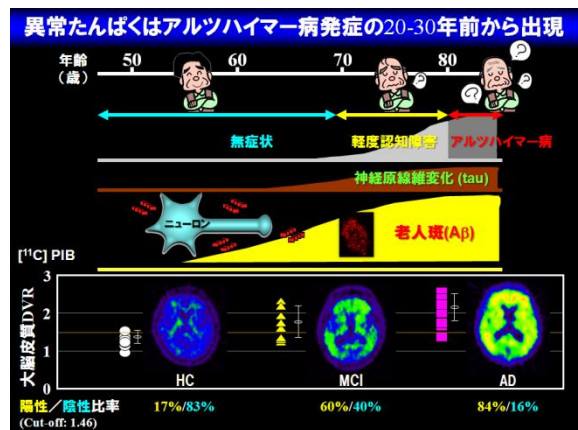 異常たんぱくはアルツハイマー病発症の20-30年前から出現
年齢
(歳)
50 60 70 80
? ? ? ?
無症状 軽度認知障害 アルツハイマー病
神経原線維変化 (tau)
ニューロン
老人斑(Aβ)
[¹¹C] PIB
大脳皮質DVR
3
2
1
0
HC MCI AD
陽性／陰性比率 17%/83% 60%/40% 84%/16%
(Cut-off: 1.46)